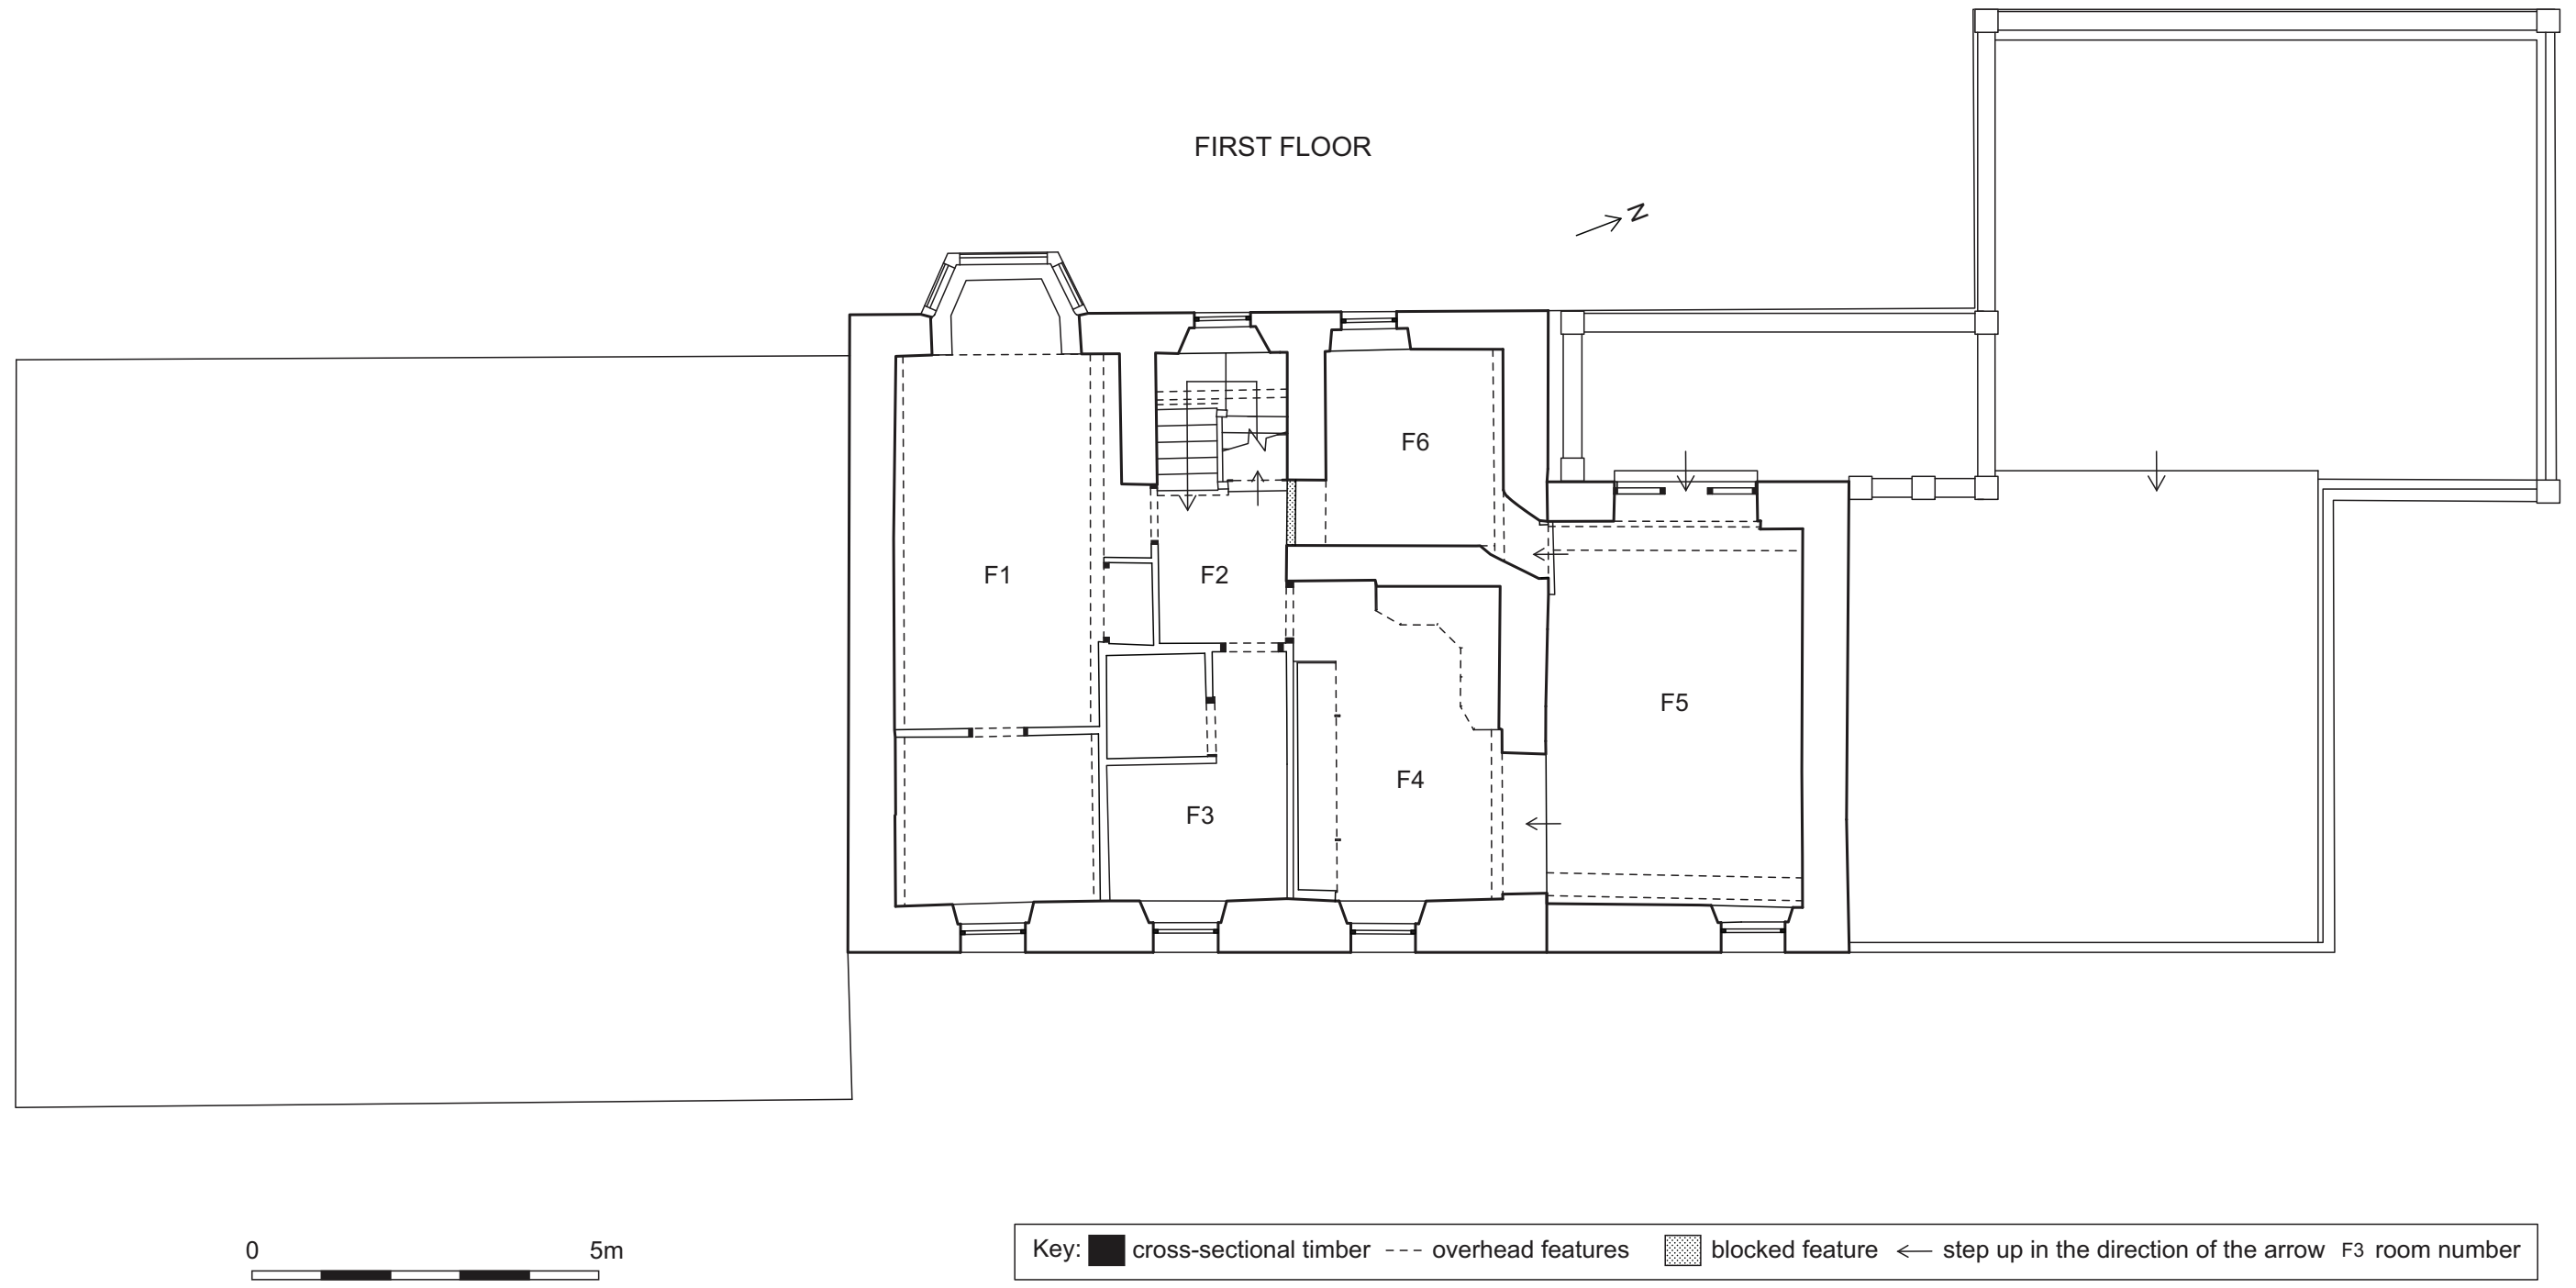 FIRST FLOOR
N
F6
F1
F2
F5
F4
F3
0 5m
Key: cross-sectional timber overhead features blocked feature step up in the direction of the arrow F3 room number